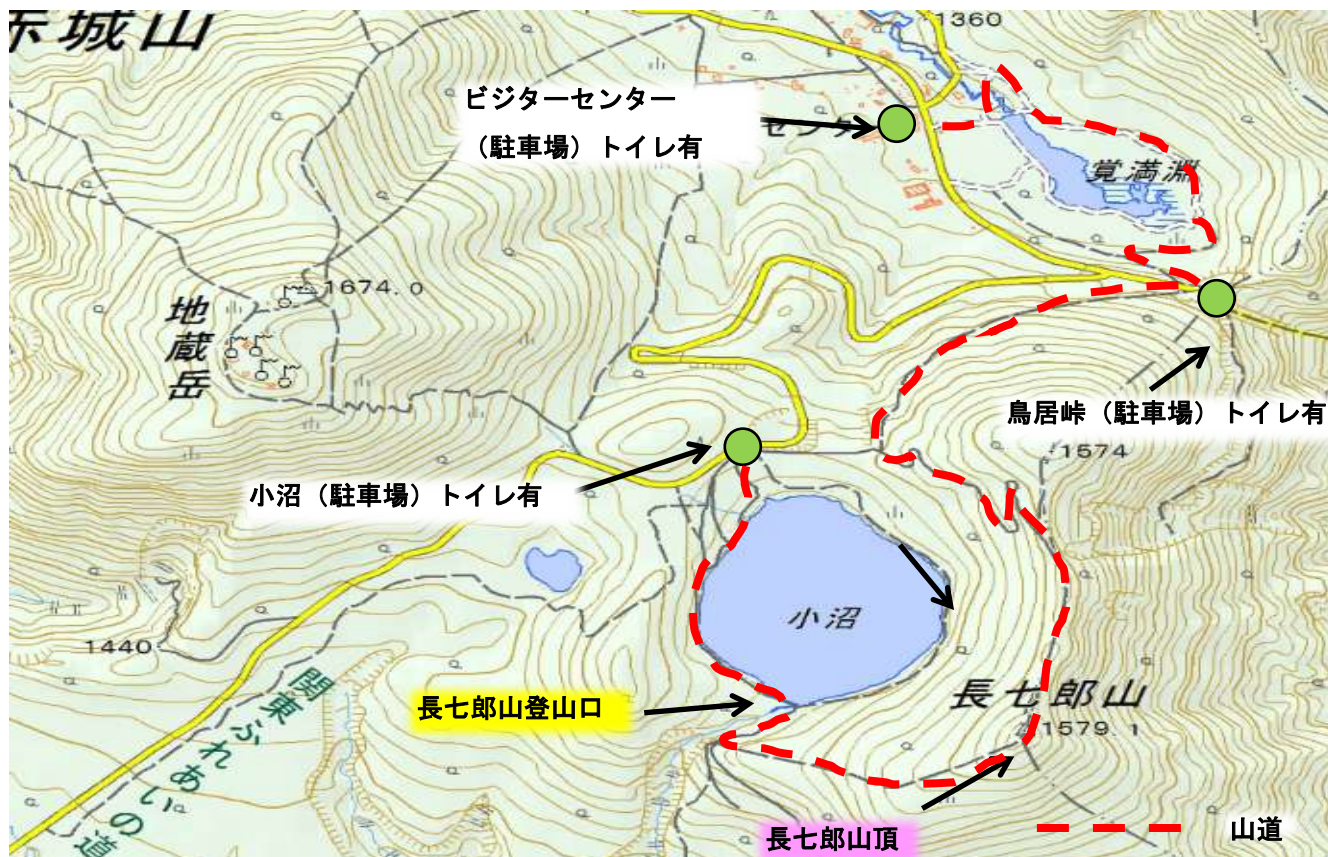 赤城山
1360
ビジターセンター
（駐車場）トイレ有
センター
覚満淵
1674.0
地蔵岳
鳥居峠（駐車場）トイレ有
1574
小沼（駐車場）トイレ有
小沼
1440
長七郎山登山口
長七郎山
1579.1
関東ふれあいの道
長七郎山頂
山道